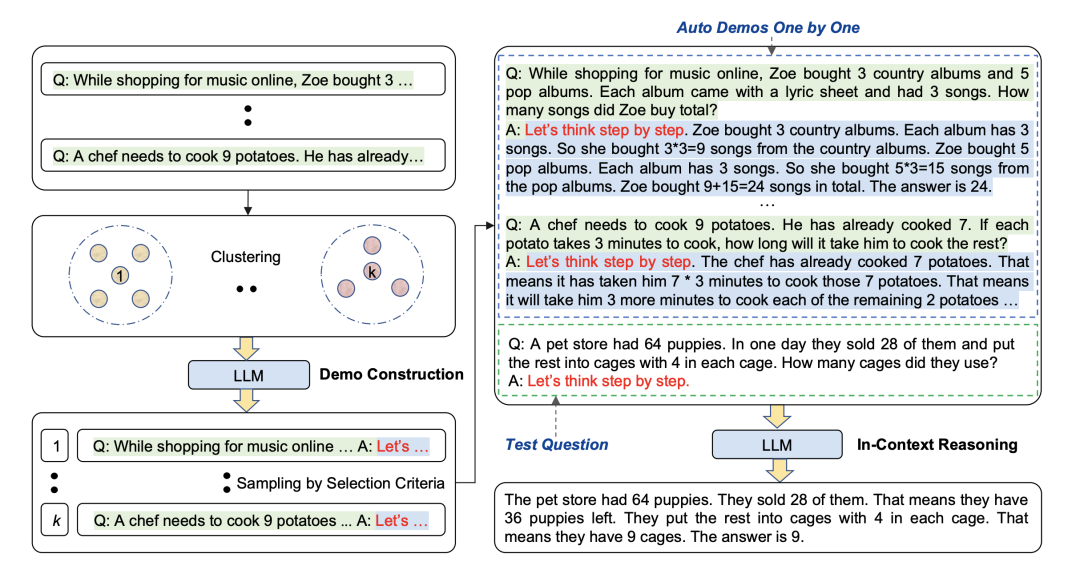 Q: While shopping for music online, Zoe bought 3 …
Q: A chef needs to cook 9 potatoes. He has already…
1
Clustering
k
LLM
Demo Construction
1
Q: While shopping for music online … A: Let's …
Sampling by Selection Criteria
k
Q: A chef needs to cook 9 potatoes ... A: Let's …
Auto Demos One by One
Q: While shopping for music online, Zoe bought 3 country albums and 5
pop albums. Each album came with a lyric sheet and had 3 songs. How
many songs did Zoe buy total?
A: Let's think step by step. Zoe bought 3 country albums. Each album has 3
songs. So she bought 3*3=9 songs from the country albums. Zoe bought 5
pop albums. Each album has 3 songs. So she bought 5*3=15 songs from
the pop albums. Zoe bought 9+15=24 songs in total. The answer is 24.
…
Q: A chef needs to cook 9 potatoes. He has already cooked 7. If each
potato takes 3 minutes to cook, how long will it take him to cook the rest?
A: Let's think step by step. The chef has already cooked 7 potatoes. That
means it has taken him 7 * 3 minutes to cook those 7 potatoes. That means
it will take him 3 more minutes to cook each of the remaining 2 potatoes …
Q: A pet store had 64 puppies. In one day they sold 28 of them and put
the rest into cages with 4 in each cage. How many cages did they use?
A: Let's think step by step.
Test Question
LLM
In-Context Reasoning
The pet store had 64 puppies. They sold 28 of them. That means they have
36 puppies left. They put the rest into cages with 4 in each cage. That
means they have 9 cages. The answer is 9.